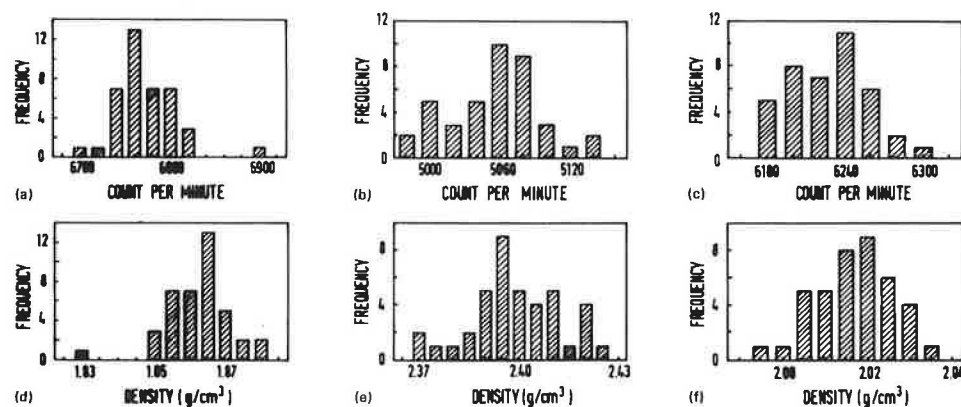 FREQUENCY
12
8
4
0
6700 6800 6900
(a) COUNT PER MINUTE
FREQUENCY
12
8
4
0
5000 5060 5120
(b) COUNT PER MINUTE
FREQUENCY
12
8
4
0
6180 6240 6300
(c) COUNT PER MINUTE
FREQUENCY
12
8
4
0
1.83 1.85 1.87
(d) DENSITY (g/cm³)
FREQUENCY
8
4
0
2.37 2.40 2.43
(e) DENSITY (g/cm³)
FREQUENCY
12
8
4
0
2.00 2.02 2.04
(f) DENSITY (g/cm³)